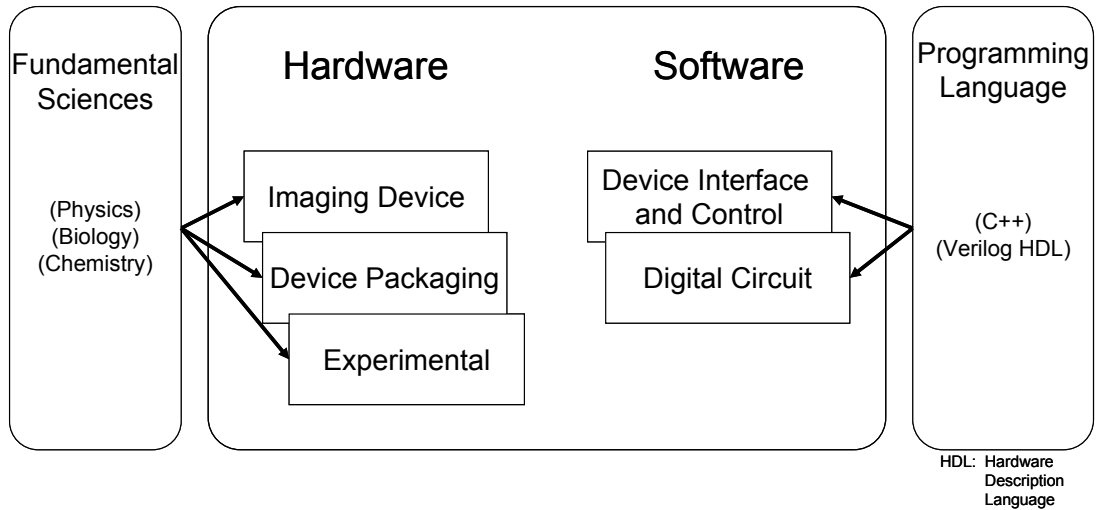 Fundamental
Sciences
(Physics)
(Biology)
(Chemistry)
Hardware
Imaging Device
Device Packaging
Experimental
Software
Device Interface
and Control
Digital Circuit
Programming
Language
(C++)
(Verilog HDL)
HDL: Hardware
Description
Language